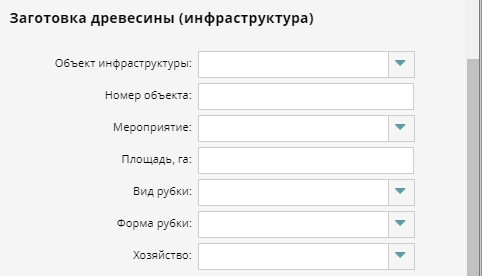 Заготовка древесины (инфраструктура)
Объект инфраструктуры:
Номер объекта:
Мероприятие:
Площадь, га:
Вид рубки:
Форма рубки:
Хозяйство: